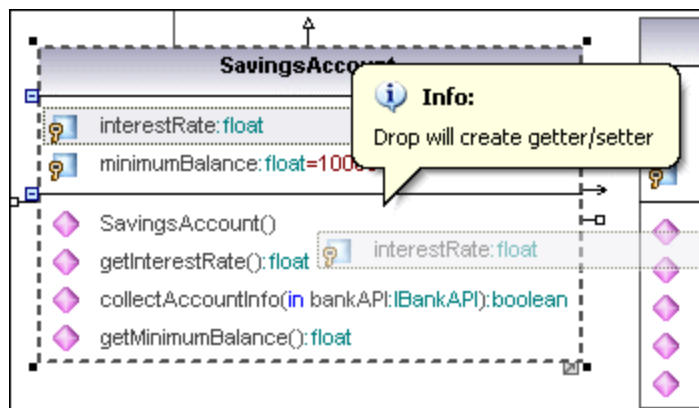 SavingsAccount
Info:
Drop will create getter/setter
interestRate:float
minimumBalance:float=1000
SavingsAccount()
interestRate:float
getInterestRate():float
collectAccountInfo(in bankAPI:IBankAPI):boolean
getMinimumBalance():float